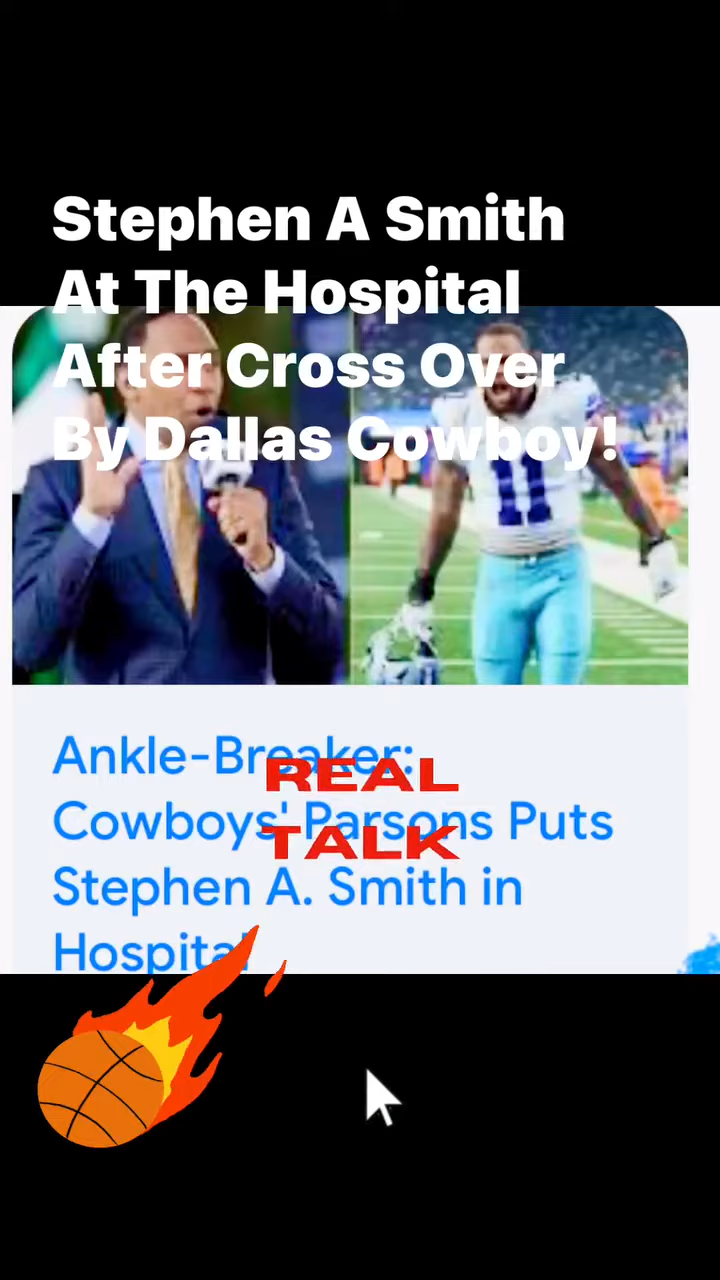 Stephen A Smith
At The Hospital
After Cross Over
By Dallas Cowboy!
11
Ankle-Breaker:
REAL
Cowboys' Parsons Puts
TALK
Stephen A. Smith in
Hospital